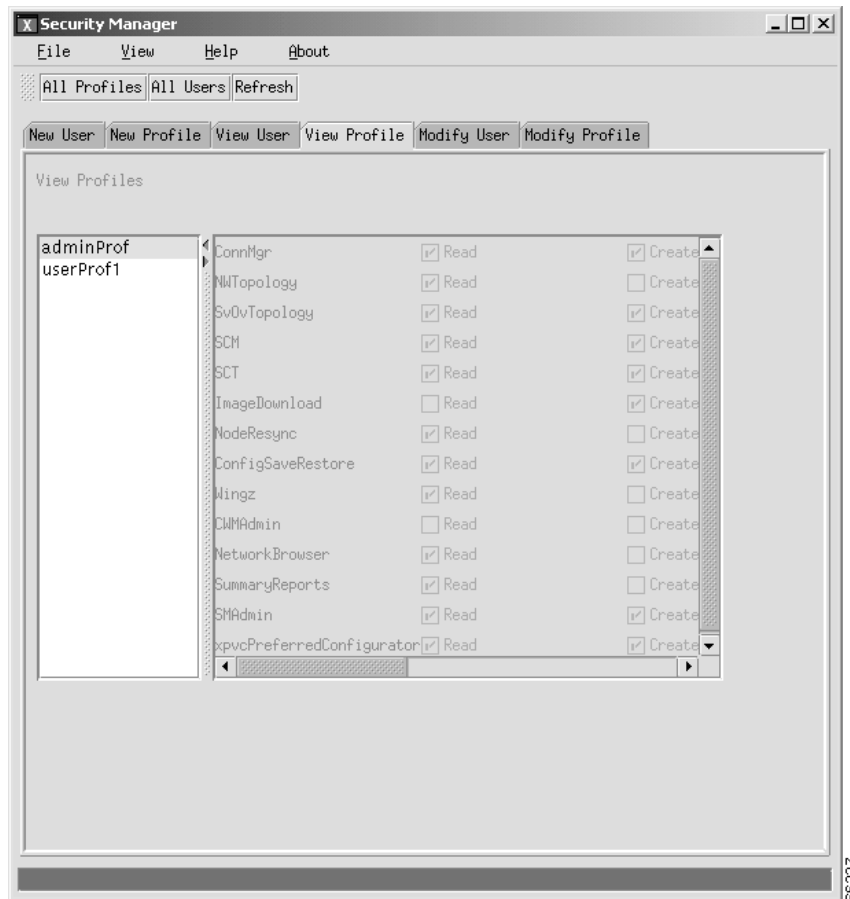 X Security Manager
File View Help About
All Profiles All Users Refresh
New User New Profile View User View Profile Modify User Modify Profile
View Profiles
adminProf
userProf1
ConnMgr Read Create
NWTopology Read Create
SvOvTopology Read Create
SCM Read Create
SCT Read Create
ImageDownload Read Create
NodeResync Read Create
ConfigSaveRestore Read Create
Wingz Read Create
CWMAdmin Read Create
NetworkBrowser Read Create
SummaryReports Read Create
SMAdmin Read Create
xpvcPreferredConfigurator Read Create